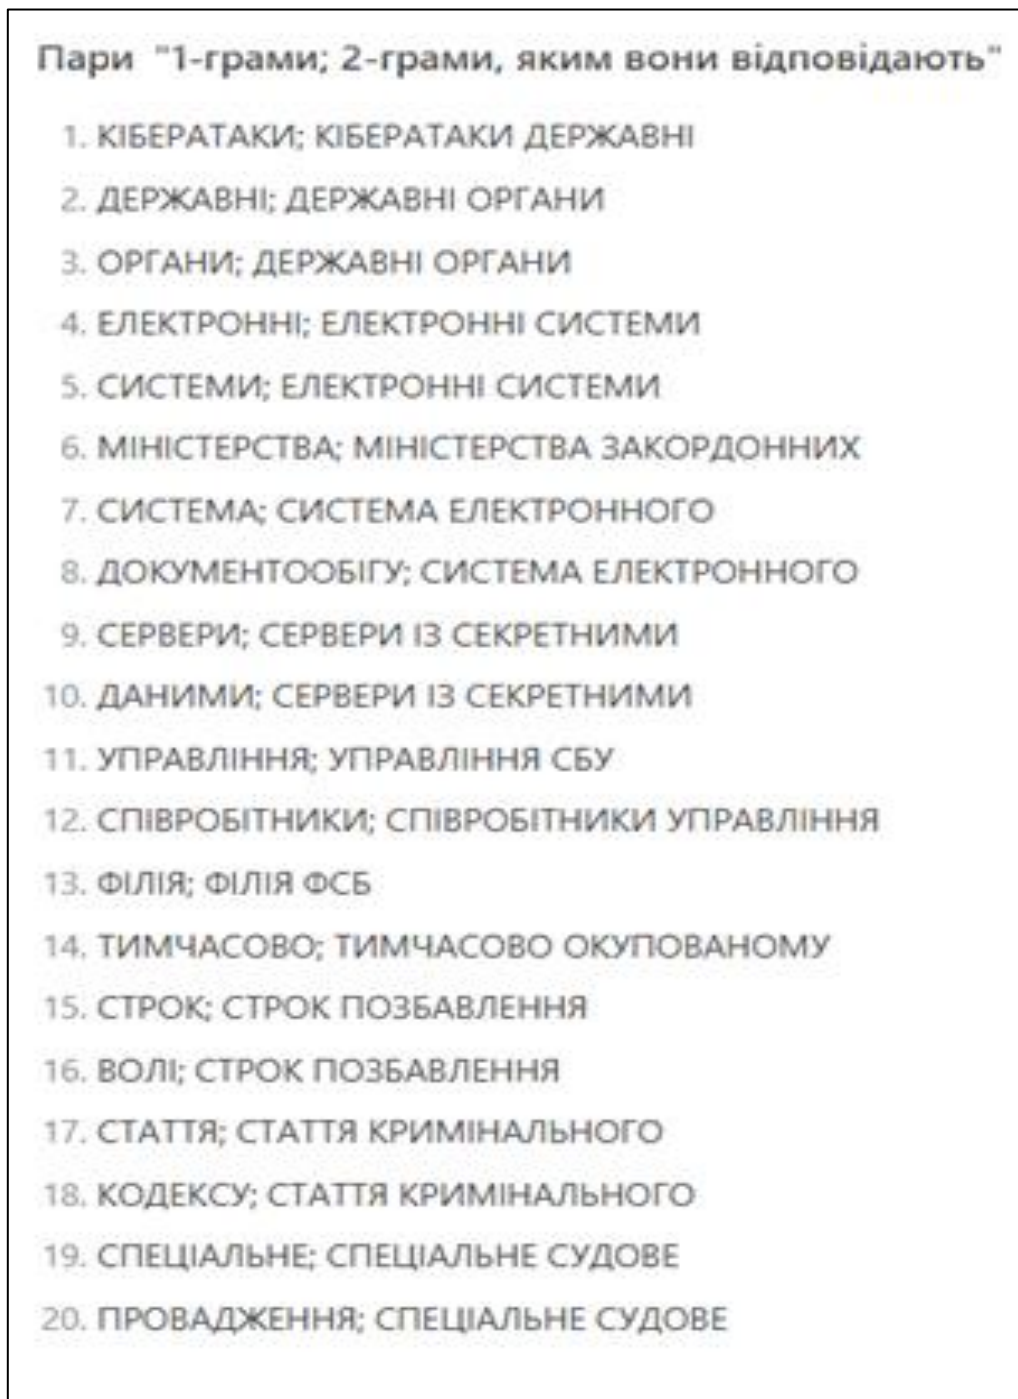 Пари "1-грами; 2-грами, яким вони відповідають"
1. КІБЕРАТАКИ; КІБЕРАТАКИ ДЕРЖАВНІ
2. ДЕРЖАВНІ; ДЕРЖАВНІ ОРГАНИ
3. ОРГАНИ; ДЕРЖАВНІ ОРГАНИ
4. ЕЛЕКТРОННІ; ЕЛЕКТРОННІ СИСТЕМИ
5. СИСТЕМИ; ЕЛЕКТРОННІ СИСТЕМИ
6. МІНІСТЕРСТВА; МІНІСТЕРСТВА ЗАКОРДОННИХ
7. СИСТЕМА; СИСТЕМА ЕЛЕКТРОННОГО
8. ДОКУМЕНТООБІГУ; СИСТЕМА ЕЛЕКТРОННОГО
9. СЕРВЕРИ; СЕРВЕРИ ІЗ СЕКРЕТНИМИ
10. ДАНИМИ; СЕРВЕРИ ІЗ СЕКРЕТНИМИ
11. УПРАВЛІННЯ; УПРАВЛІННЯ СБУ
12. СПІВРОБІТНИКИ; СПІВРОБІТНИКИ УПРАВЛІННЯ
13. ФІЛІЯ; ФІЛІЯ ФСБ
14. ТИМЧАСОВО; ТИМЧАСОВО ОКУПОВАНОМУ
15. СТРОК; СТРОК ПОЗБАВЛЕННЯ
16. ВОЛІ; СТРОК ПОЗБАВЛЕННЯ
17. СТАТТЯ; СТАТТЯ КРИМІНАЛЬНОГО
18. КОДЕКСУ; СТАТТЯ КРИМІНАЛЬНОГО
19. СПЕЦІАЛЬНЕ; СПЕЦІАЛЬНЕ СУДОВЕ
20. ПРОВАДЖЕННЯ; СПЕЦІАЛЬНЕ СУДОВЕ